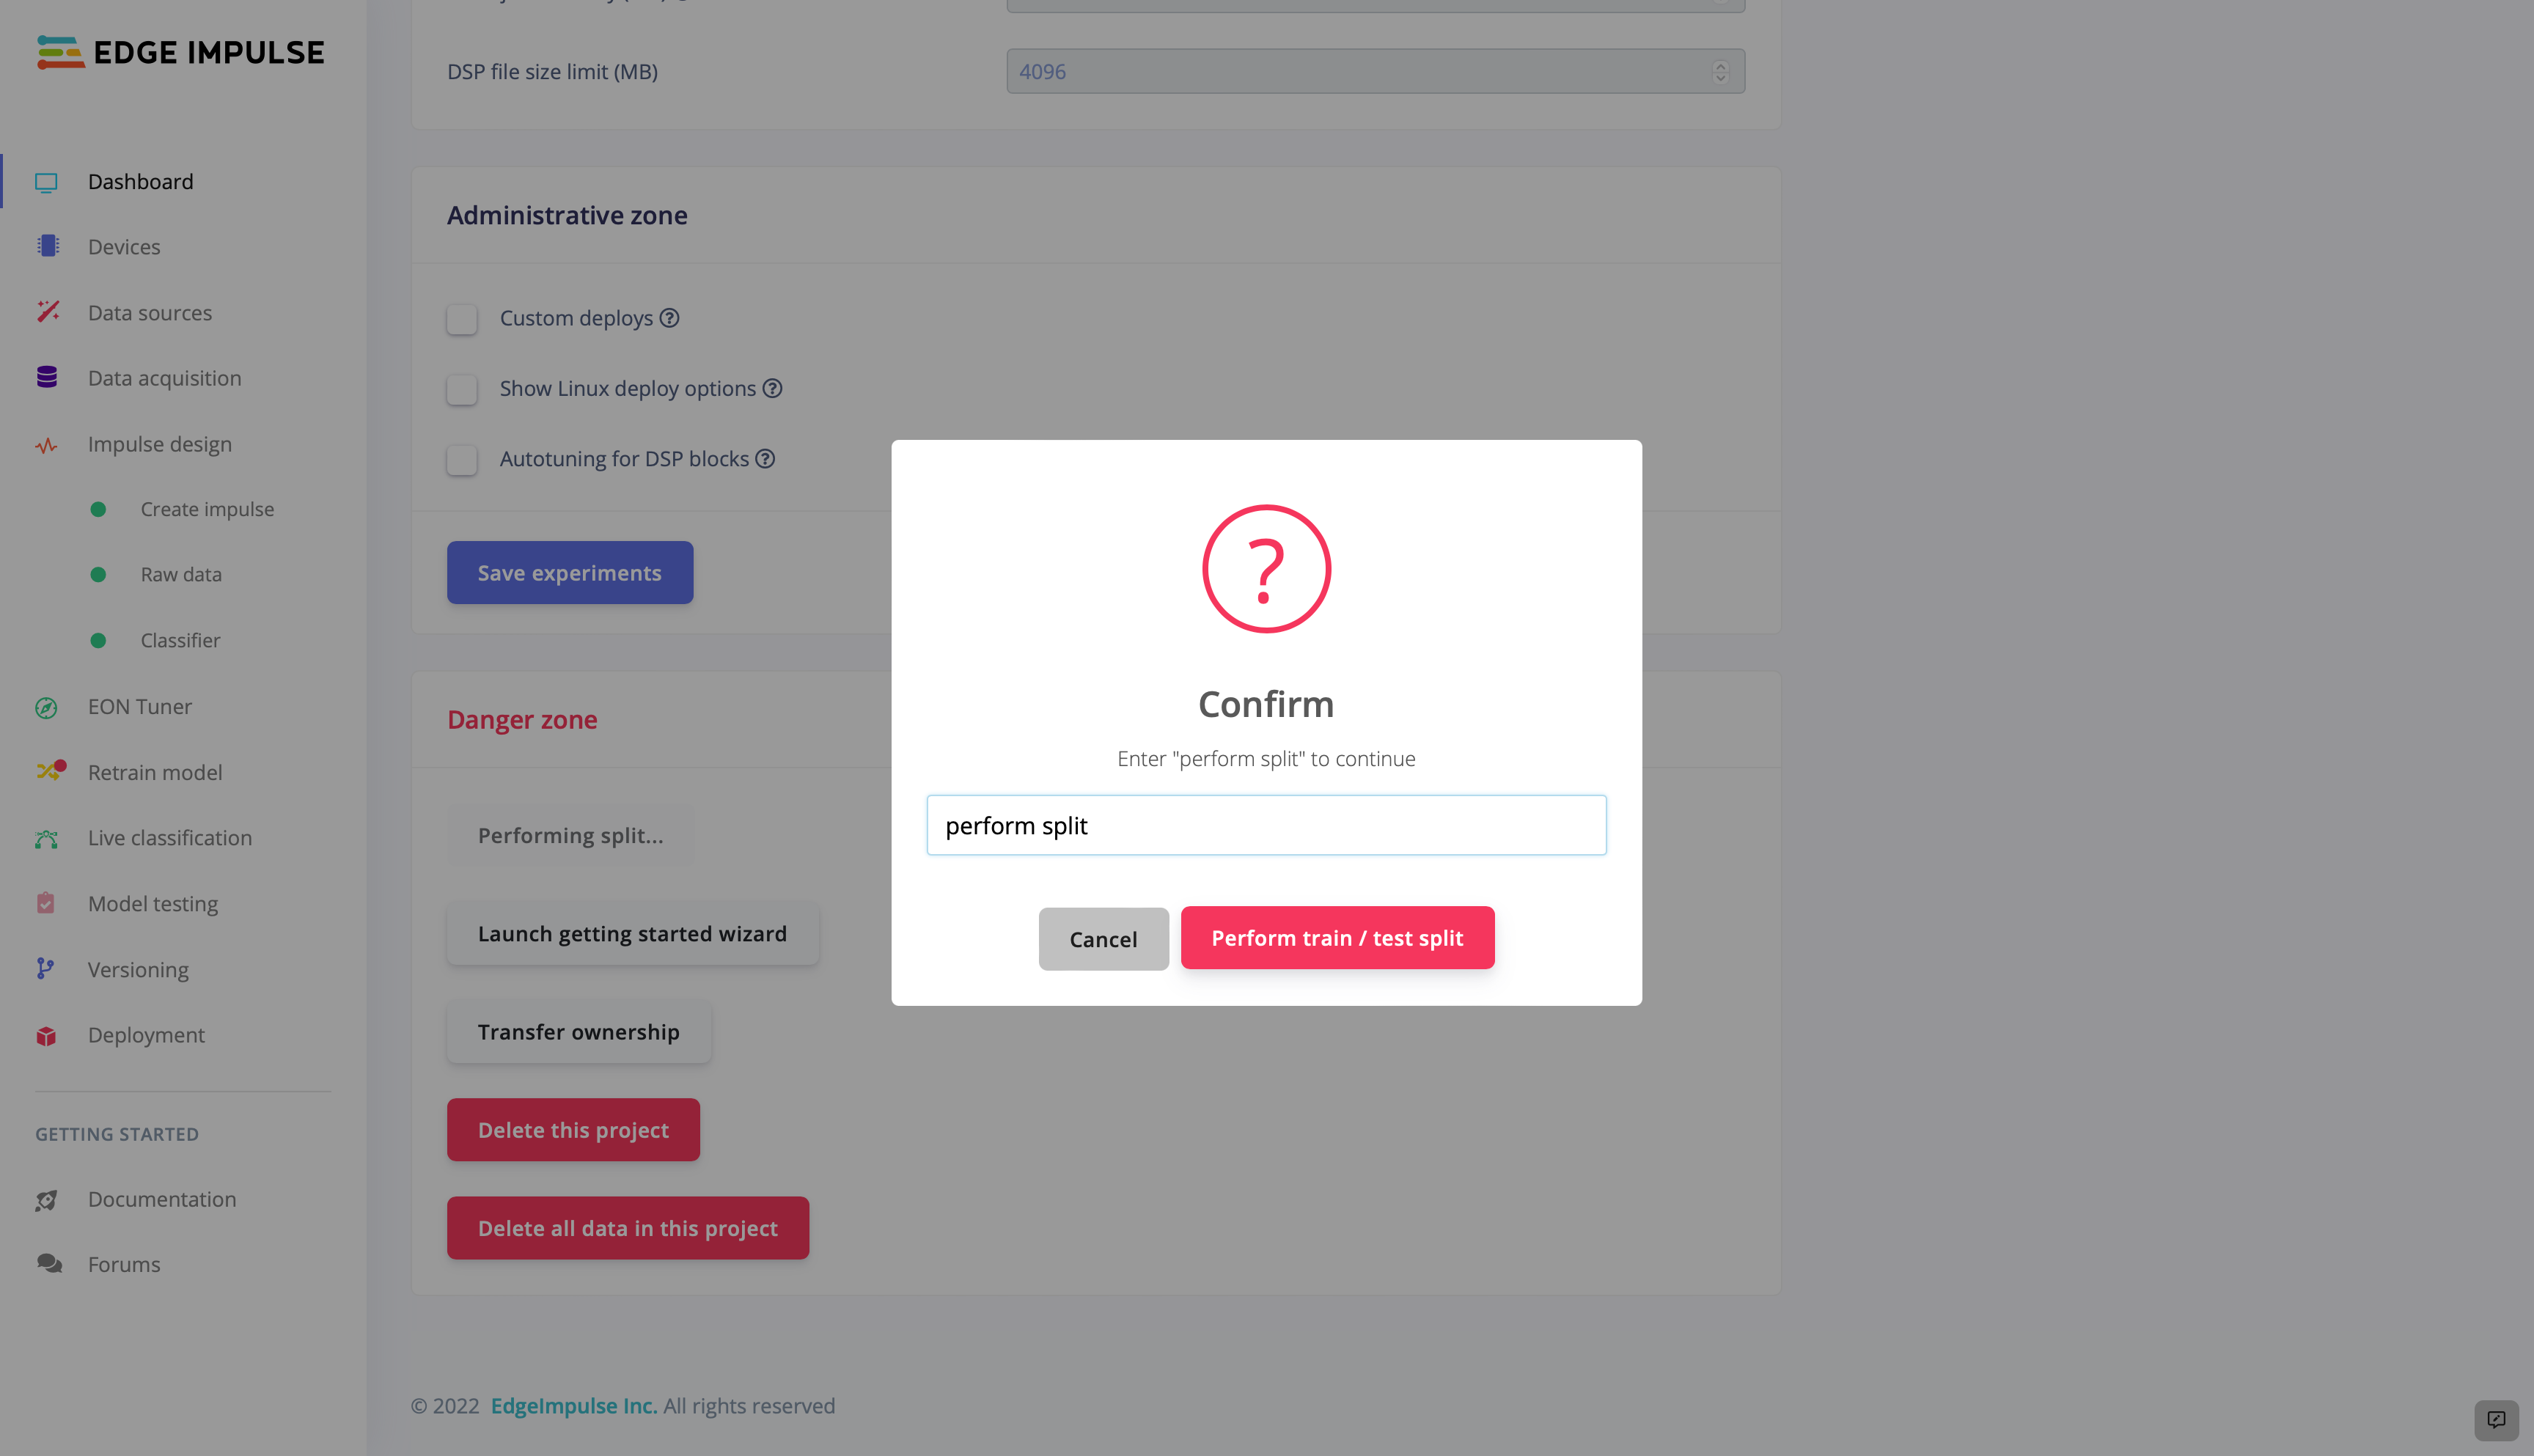 EDGE IMPULSE
Dashboard
Devices
Data sources
Data acquisition
Impulse design
Create impulse
Raw data
Classifier
EON Tuner
Retrain model
Live classification
Model testing
Versioning
Deployment
GETTING STARTED
Documentation
Forums
DSP file size limit (MB)
4096
Administrative zone
Custom deploys ?
Show Linux deploy options ?
Autotuning for DSP blocks ?
Save experiments
Danger zone
Performing split...
Launch getting started wizard
Transfer ownership
Delete this project
Delete all data in this project
© 2022 EdgeImpulse Inc. All rights reserved
?
Confirm
Enter "perform split" to continue
perform split
Cancel
Perform train / test split